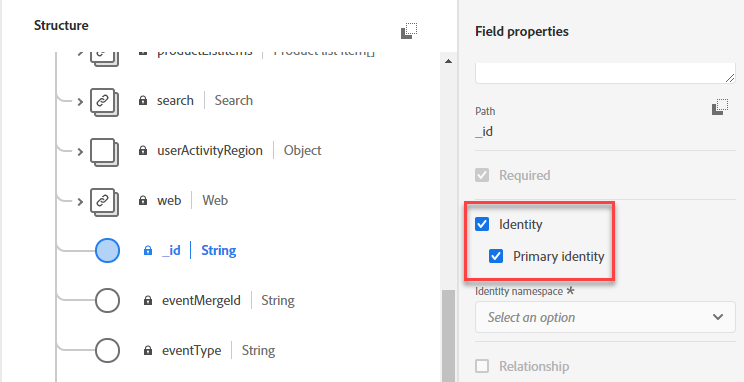 Structure
productListItems Product list item[]
search Search
userActivityRegion Object
web Web
_id String
eventMergeId String
eventType String
Field properties
Path
_id
Required
Identity
Primary identity
Identity namespace *
Select an option
Relationship